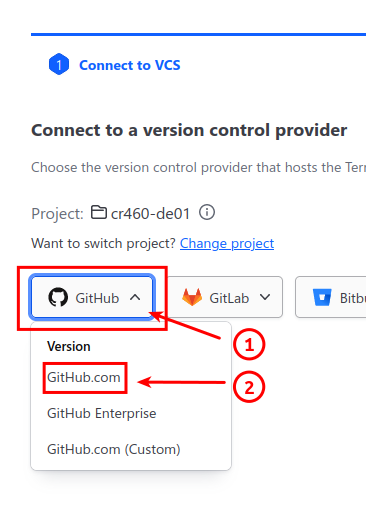 1 Connect to VCS
Connect to a version control provider
Choose the version control provider that hosts the Ter
Project: cr460-de01
Want to switch project? Change project
GitHub GitLab Bitbu
1
Version
GitHub.com
2
GitHub Enterprise
GitHub.com (Custom)